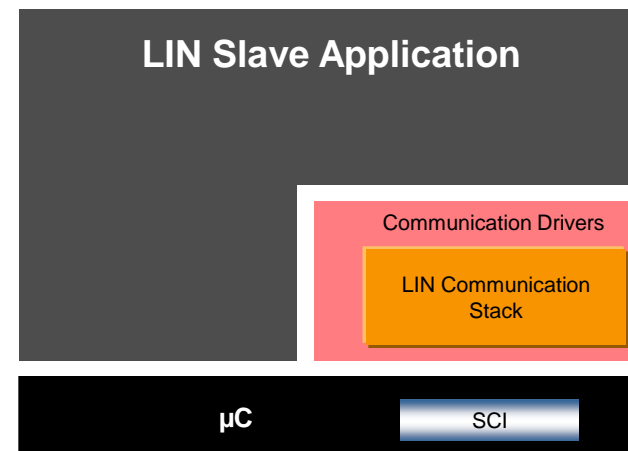 LIN Slave Application
Communication Drivers
LIN Communication
Stack
µC
SCI